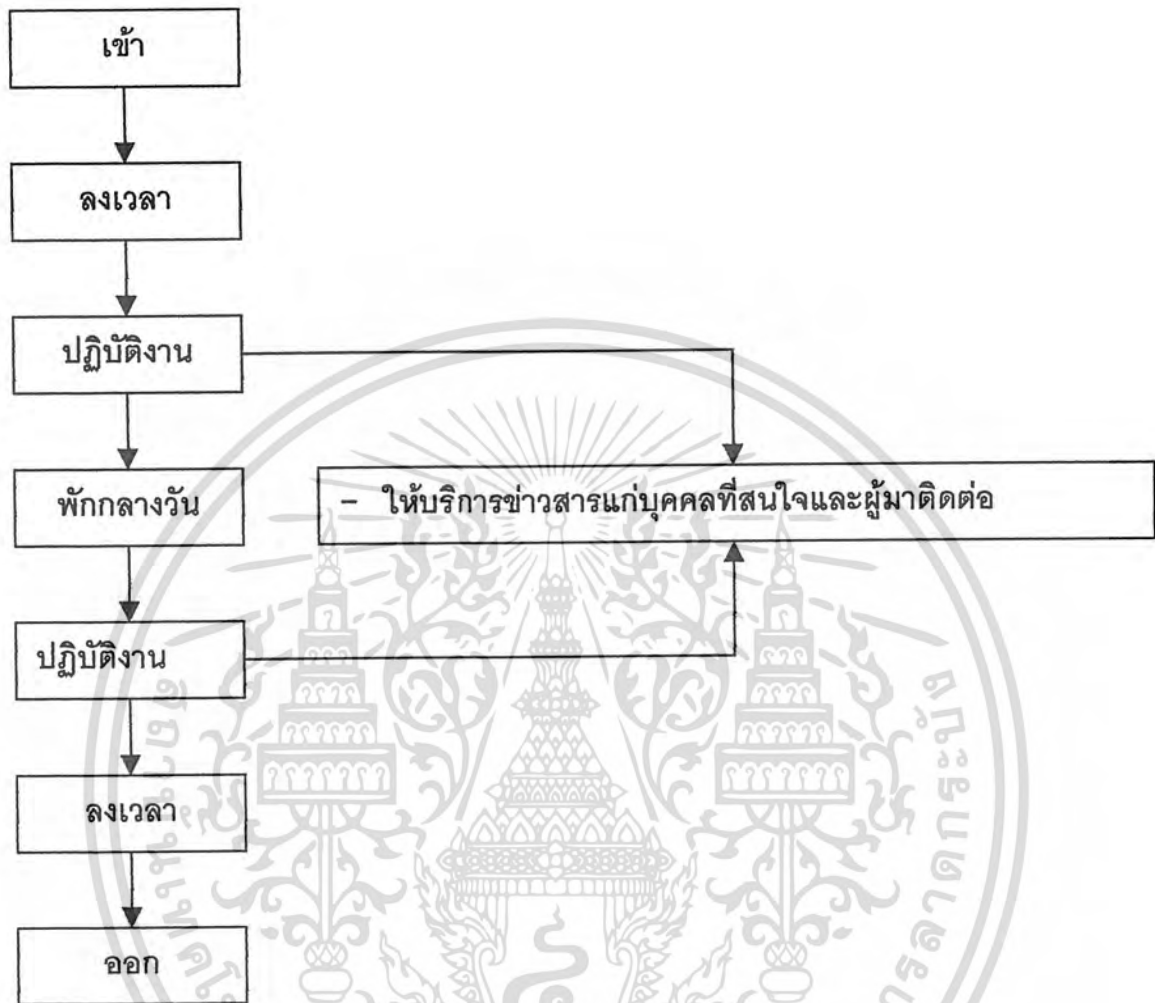 เข้า
ลงเวลา
ปฏิบัติงาน
พักกลางวัน
– ให้บริการข่าวสารแก่บุคคลที่สนใจและผู้มาติดต่อ
ปฏิบัติงาน
ลงเวลา
ออก